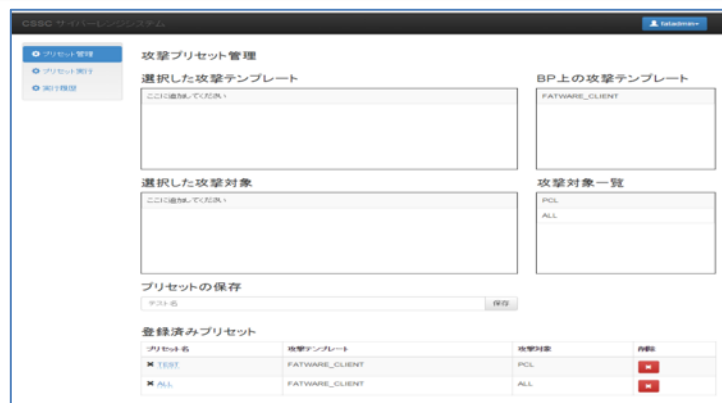 CSSC サイバーレンジシステム
fatadmin
プリセット管理
プリセット実行
実行履歴
攻撃プリセット管理
選択した攻撃テンプレート
ここに追加してください
BP上の攻撃テンプレート
FATWARE_CLIENT
選択した攻撃対象
ここに追加してください
攻撃対象一覧
PCL
ALL
プリセットの保存
テスト名
保存
登録済みプリセット
プリセット名 攻撃テンプレート 攻撃対象 削除
TEST FATWARE_CLIENT PCL
ALL FATWARE_CLIENT ALL